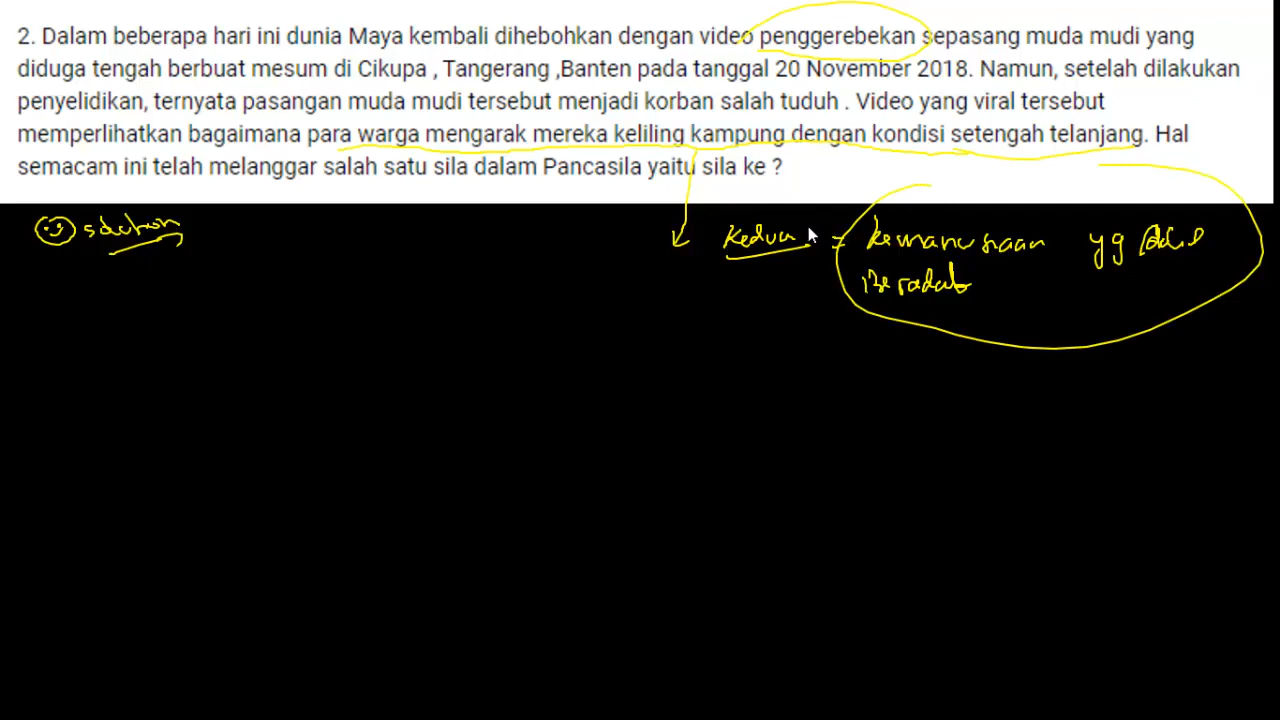 2. Dalam beberapa hari ini dunia Maya kembali dihebohkan dengan video penggerebekan sepasang muda mudi yang
diduga tengah berbuat mesum di Cikupa , Tangerang ,Banten pada tanggal 20 November 2018. Namun, setelah dilakukan
penyelidikan, ternyata pasangan muda mudi tersebut menjadi korban salah tuduh . Video yang viral tersebut
memperlihatkan bagaimana para warga mengarak mereka keliling kampung dengan kondisi setengah telanjang. Hal
semacam ini telah melanggar salah satu sila dalam Pancasila yaitu sila ke ?
solution
Kedua = kemanusiaan yg Adil
Beradab